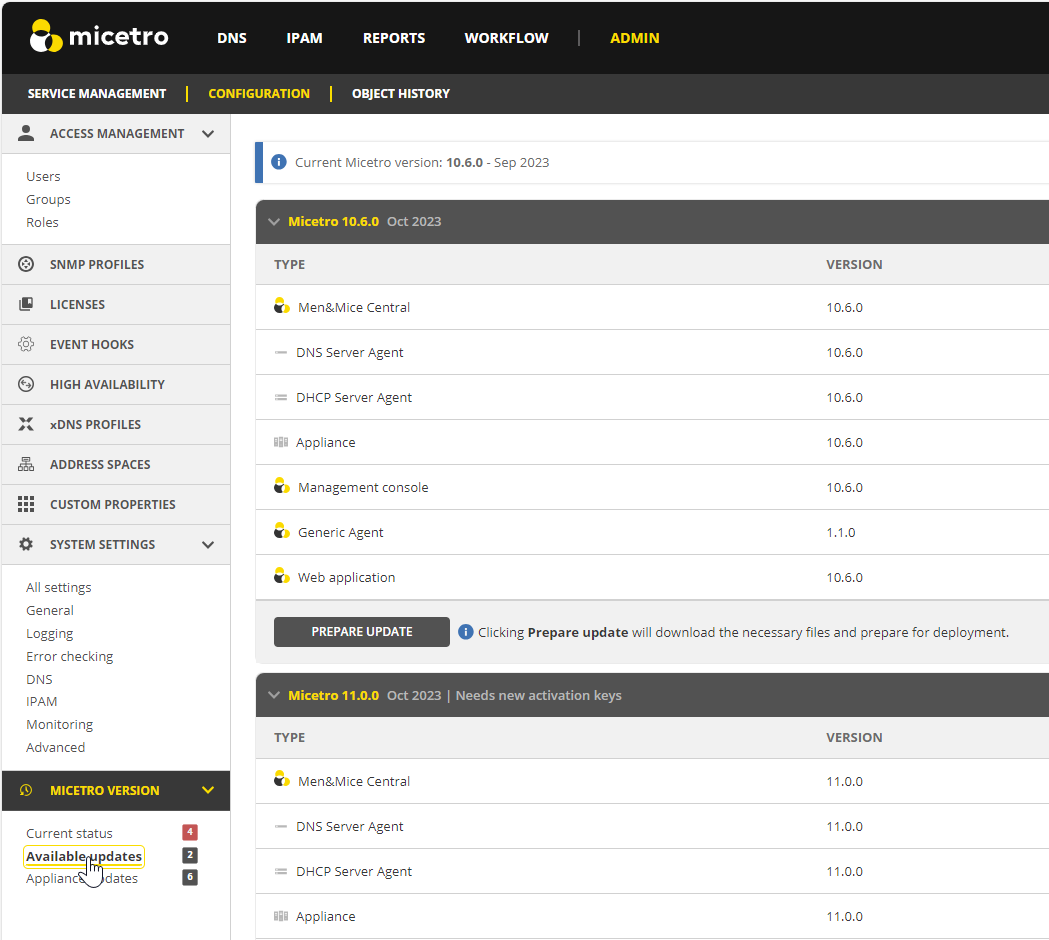 micetro
DNS IPAM REPORTS WORKFLOW | ADMIN
SERVICE MANAGEMENT | CONFIGURATION | OBJECT HISTORY
ACCESS MANAGEMENT
Users
Groups
Roles
SNMP PROFILES
LICENSES
EVENT HOOKS
HIGH AVAILABILITY
xDNS PROFILES
ADDRESS SPACES
CUSTOM PROPERTIES
SYSTEM SETTINGS
All settings
General
Logging
Error checking
DNS
IPAM
Monitoring
Advanced
MICETRO VERSION
Current status 4
Available updates 2
Appliance updates 6
Current Micetro version: 10.6.0 - Sep 2023
Micetro 10.6.0 Oct 2023
TYPE VERSION
Men&Mice Central 10.6.0
DNS Server Agent 10.6.0
DHCP Server Agent 10.6.0
Appliance 10.6.0
Management console 10.6.0
Generic Agent 1.1.0
Web application 10.6.0
PREPARE UPDATE Clicking Prepare update will download the necessary files and prepare for deployment.
Micetro 11.0.0 Oct 2023 | Needs new activation keys
TYPE VERSION
Men&Mice Central 11.0.0
DNS Server Agent 11.0.0
DHCP Server Agent 11.0.0
Appliance 11.0.0